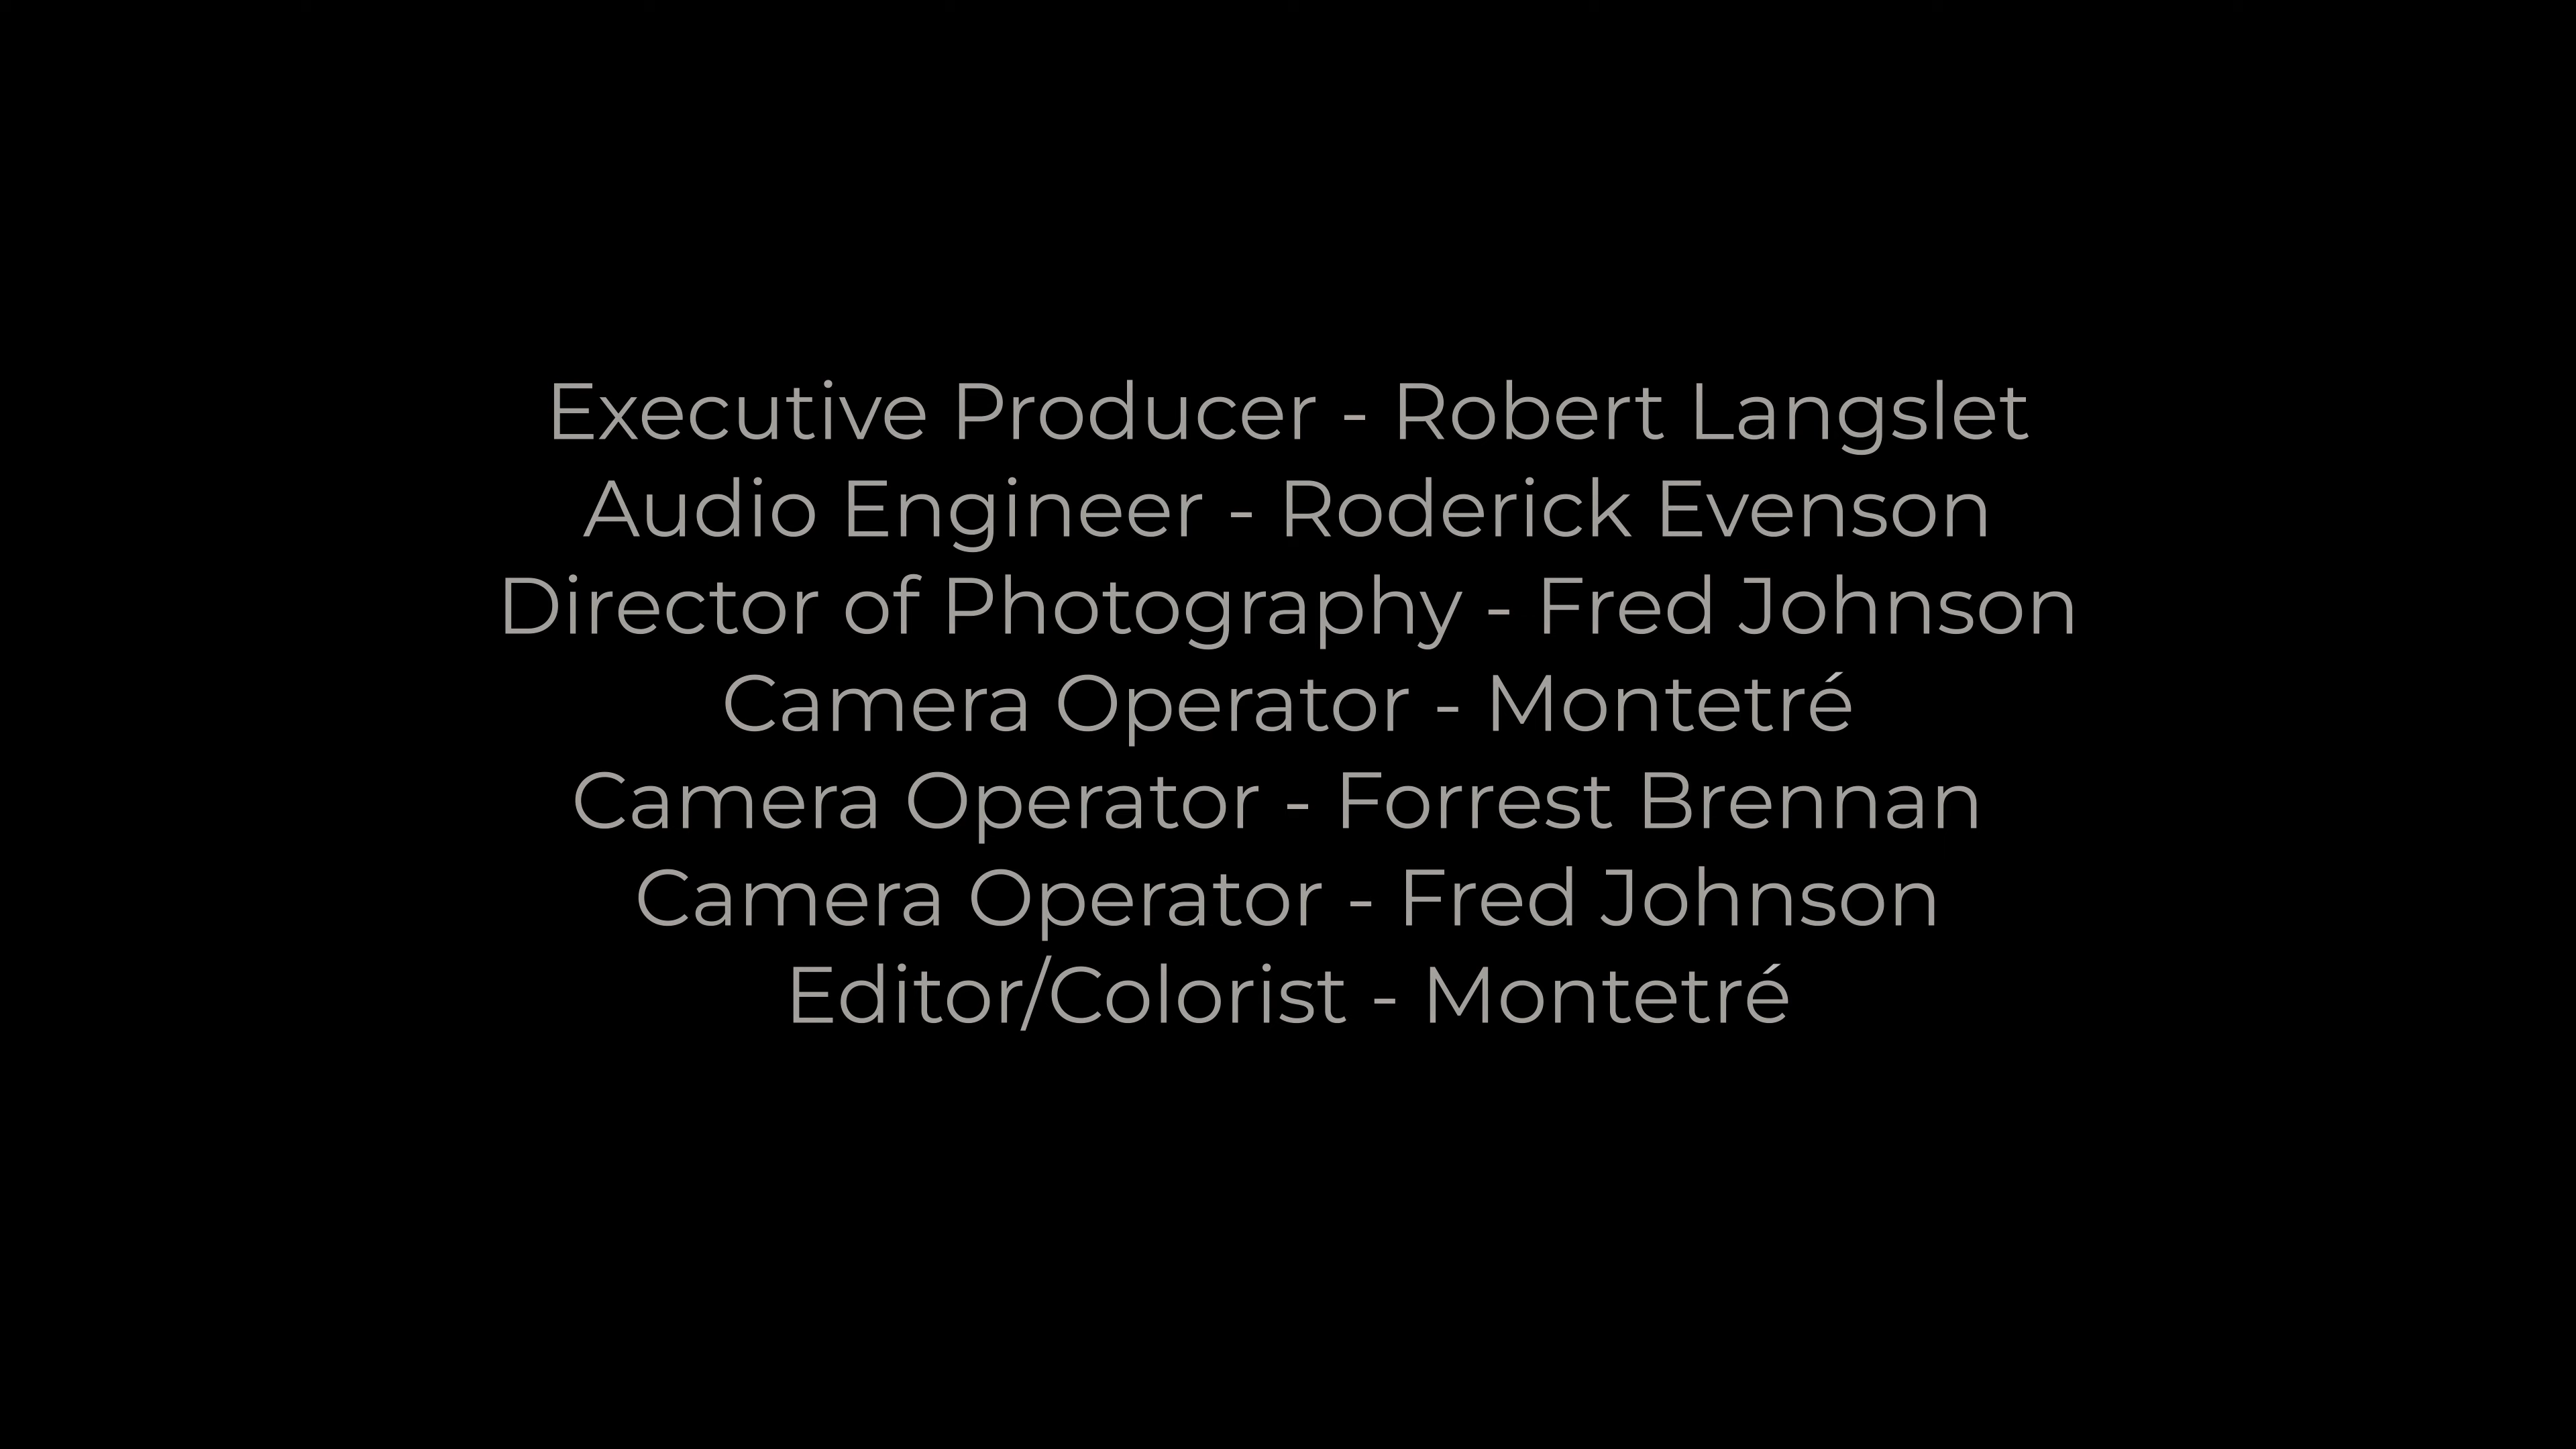 Executive Producer - Robert Langslet
Audio Engineer - Roderick Evenson
Director of Photography - Fred Johnson
Camera Operator - Montetré
Camera Operator - Forrest Brennan
Camera Operator - Fred Johnson
Editor/Colorist - Montetré